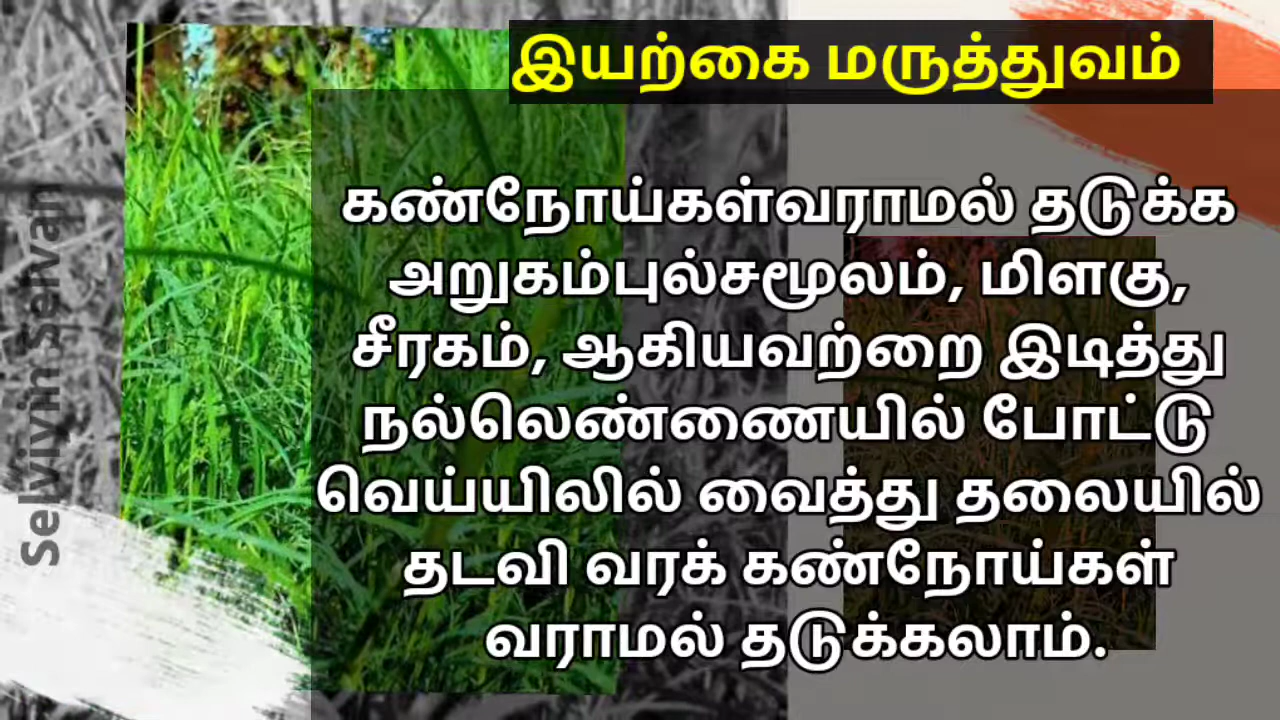 இயற்கை மருத்துவம்
கண்நோய்கள்வராமல் தடுக்க
அறுகம்புல்சமூலம், மிளகு,
சீரகம், ஆகியவற்றை இடித்து
நல்லெண்ணையில் போட்டு
வெய்யிலில் வைத்து தலையில்
தடவி வரக் கண்நோய்கள்
வராமல் தடுக்கலாம்.
Selvivin Selvan